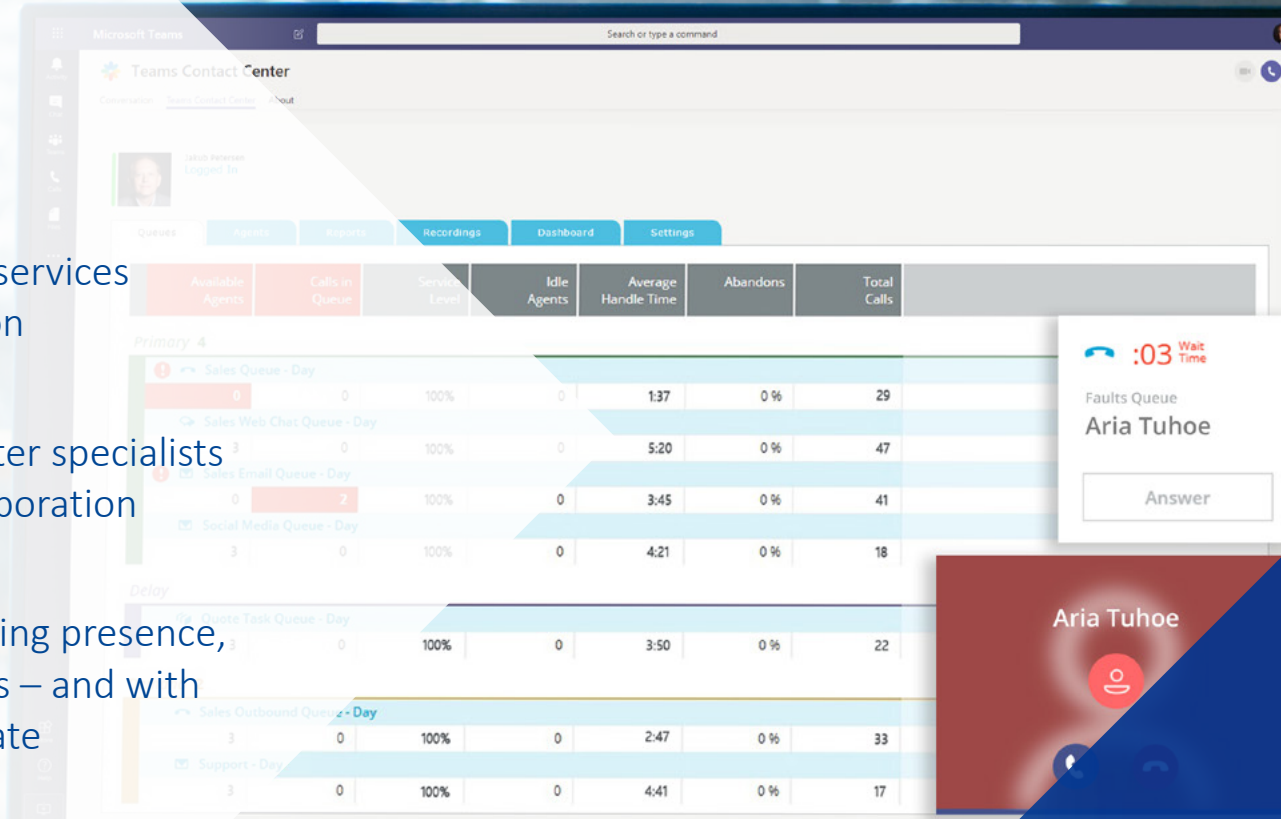 Microsoft Teams
Search or type a command
Teams Contact Center
Conversation Teams Contact Center About
Jakob Petersen
Logged In
Queues Agents Reports Recordings Dashboard Settings
Available Agents Calls in Queue Service Level Idle Agents Average Handle Time Abandons Total Calls
Primary 4
Sales Queue - Day
0 0 100% 0 1:37 0 % 29
Sales Web Chat Queue - Day
3 0 100% 0 5:20 0 % 47
Sales Email Queue - Day
0 2 100% 0 3:45 0 % 41
Social Media Queue - Day
3 0 100% 0 4:21 0 % 18
Delay
Quote Task Queue - Day
3 0 100% 0 3:50 0 % 22
Sales Outbound Queue - Day
3 0 100% 0 2:47 0 % 33
Support - Day
3 0 100% 0 4:41 0 % 17
services
on
ter specialists
poration
ing presence,
s – and with
ate
:03 Wait Time
Faults Queue
Aria Tuhoe
Answer
Aria Tuhoe